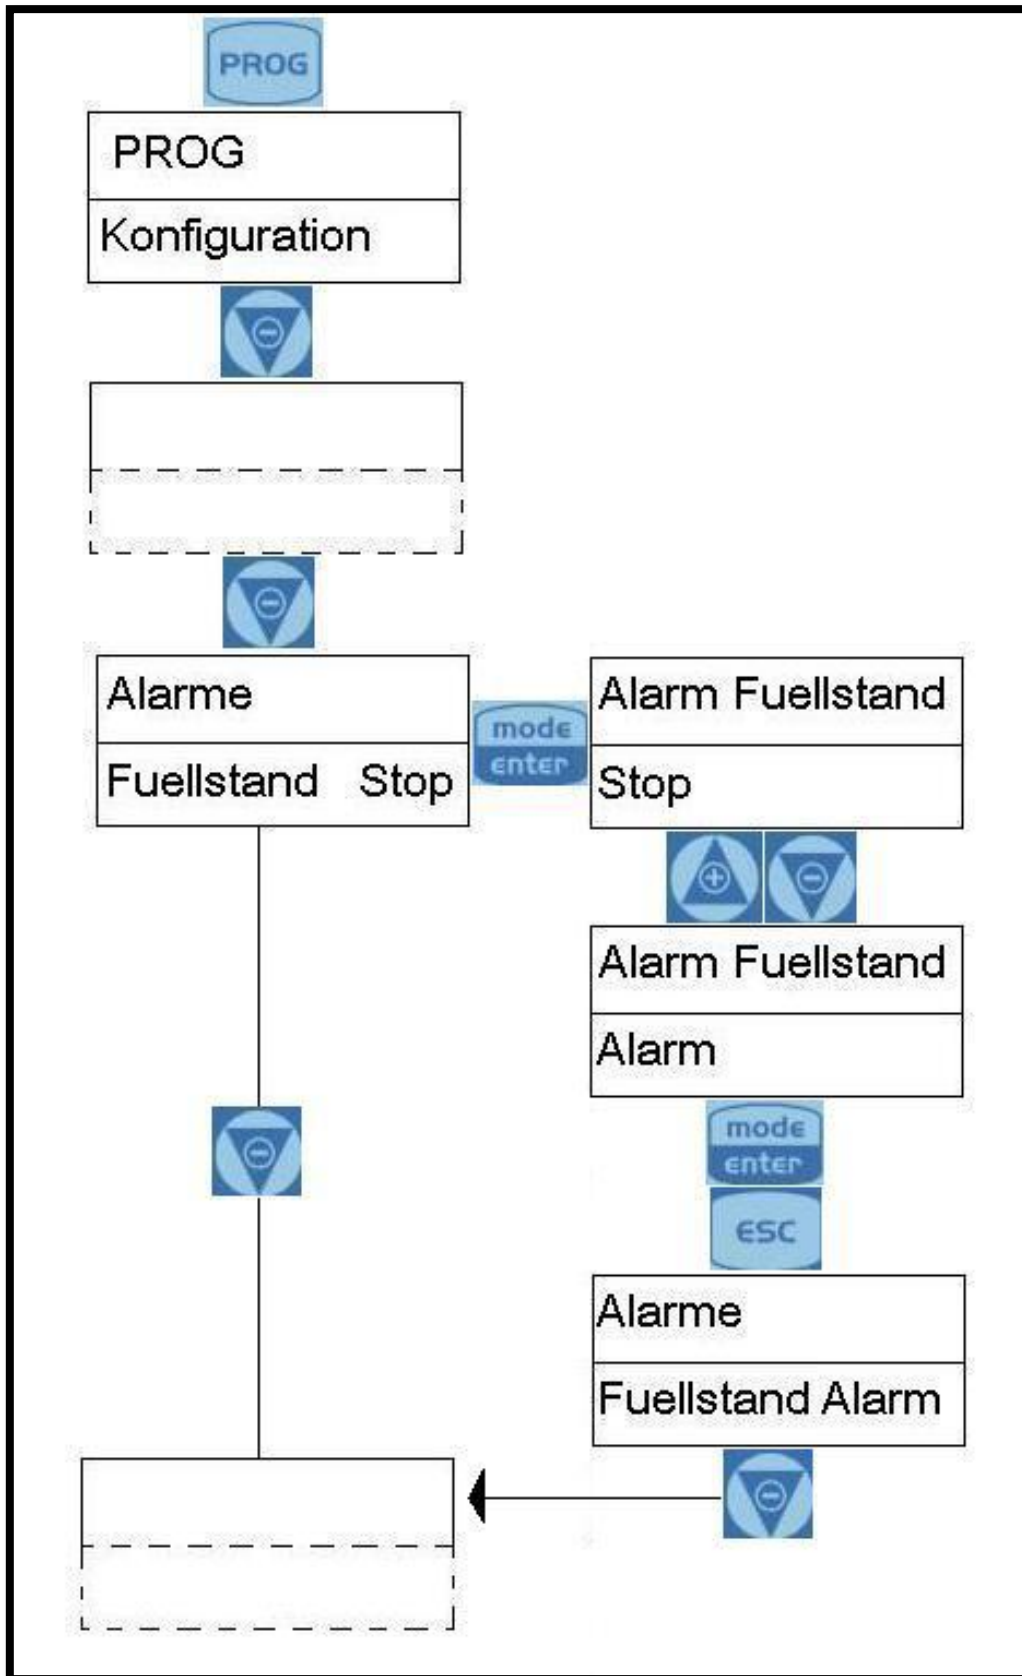 PROG
PROG
Konfiguration
Alarme
Fuellstand Stop
mode
enter
Alarm Fuellstand
Stop
Alarm Fuellstand
Alarm
mode
enter
ESC
Alarme
Fuellstand Alarm